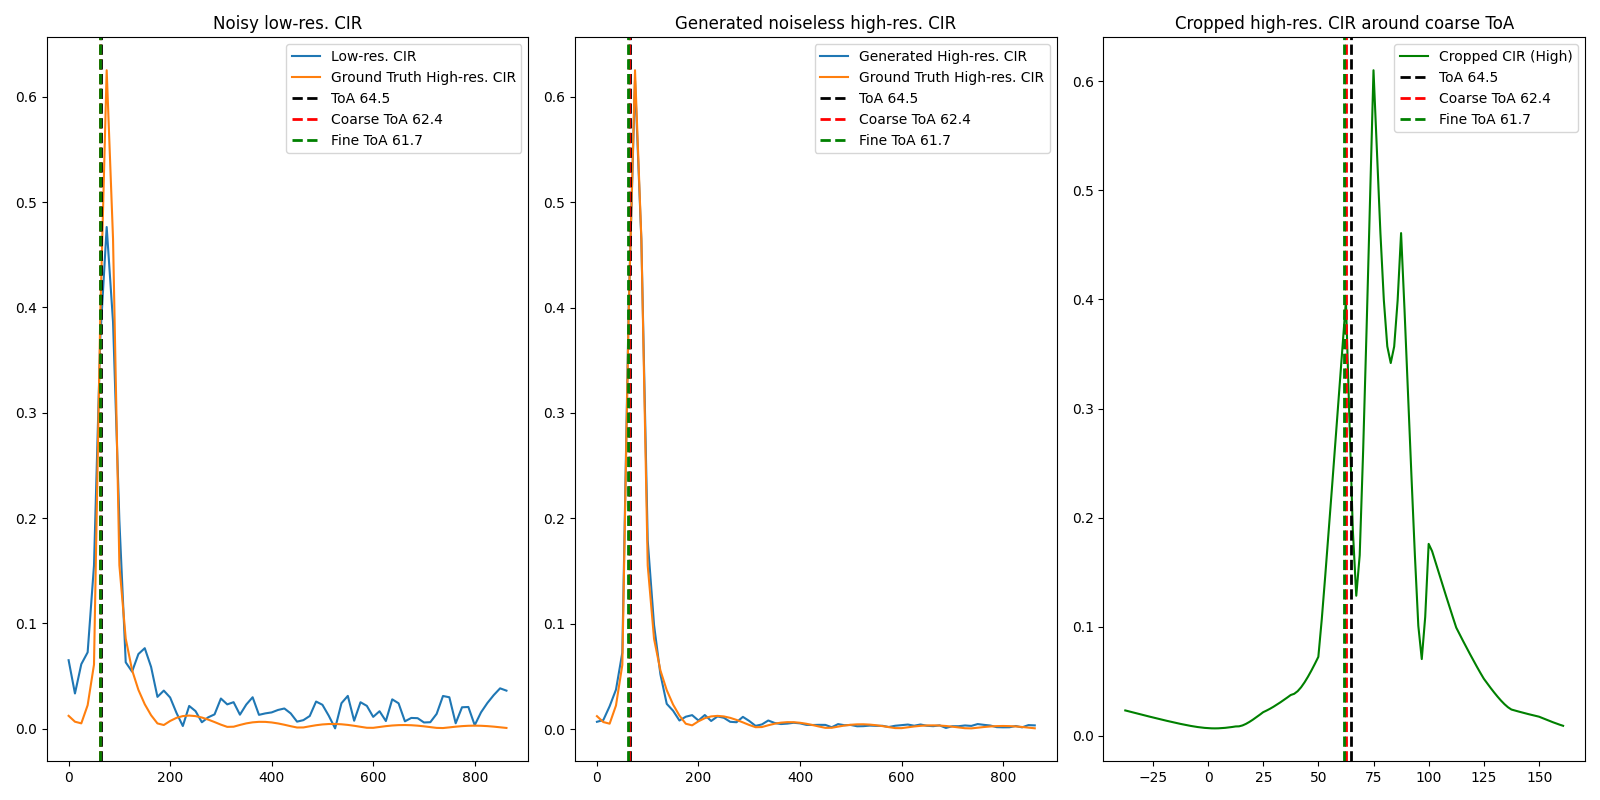 Noisy low-res. CIR
Low-res. CIR
Ground Truth High-res. CIR
ToA 64.5
Coarse ToA 62.4
Fine ToA 61.7
0.6
0.5
0.4
0.3
0.2
0.1
0.0
0 200 400 600 800
Generated noiseless high-res. CIR
Generated High-res. CIR
Ground Truth High-res. CIR
ToA 64.5
Coarse ToA 62.4
Fine ToA 61.7
0.6
0.5
0.4
0.3
0.2
0.1
0.0
0 200 400 600 800
Cropped high-res. CIR around coarse ToA
Cropped CIR (High)
ToA 64.5
Coarse ToA 62.4
Fine ToA 61.7
0.6
0.5
0.4
0.3
0.2
0.1
0.0
−25 0 25 50 75 100 125 150